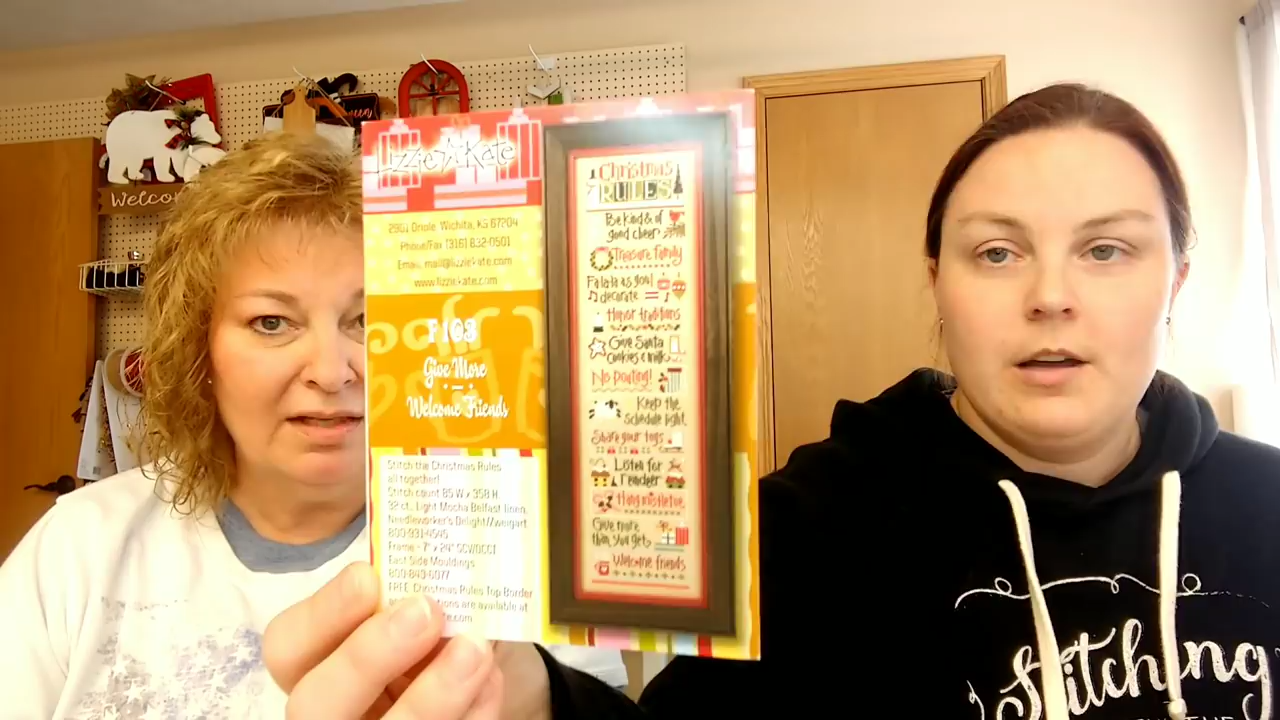 Welcom
Lizzie Kate
2901 Oriole Wichita, KS 67204
Phone/Fax (316) 832-0501
Email mail@lizziekate.com
www.lizziekate.com
F103
Give More
Welcome Friends
Stitch the Christmas Rules
all together!
Stitch count 85 W x 358 H
32 ct. Light Mocha Belfast linen,
Needleworker's Delight/Zweigart
800-931-4545
Frame - 7" x 24"
East Side Mouldings
800-843-6077
FREE Christmas Rules Top Border
are available at
Christmas
RULES
Be kind & of
good cheer
Treasure family
Fa la la as you
decorate
Honor traditions
Give Santa
cookies & milk
No pouting!
Keep the
schedule light
Share your toys
Listen for
reindeer
Hang mistletoe
Give more
than you get
Welcome friends
Stitching